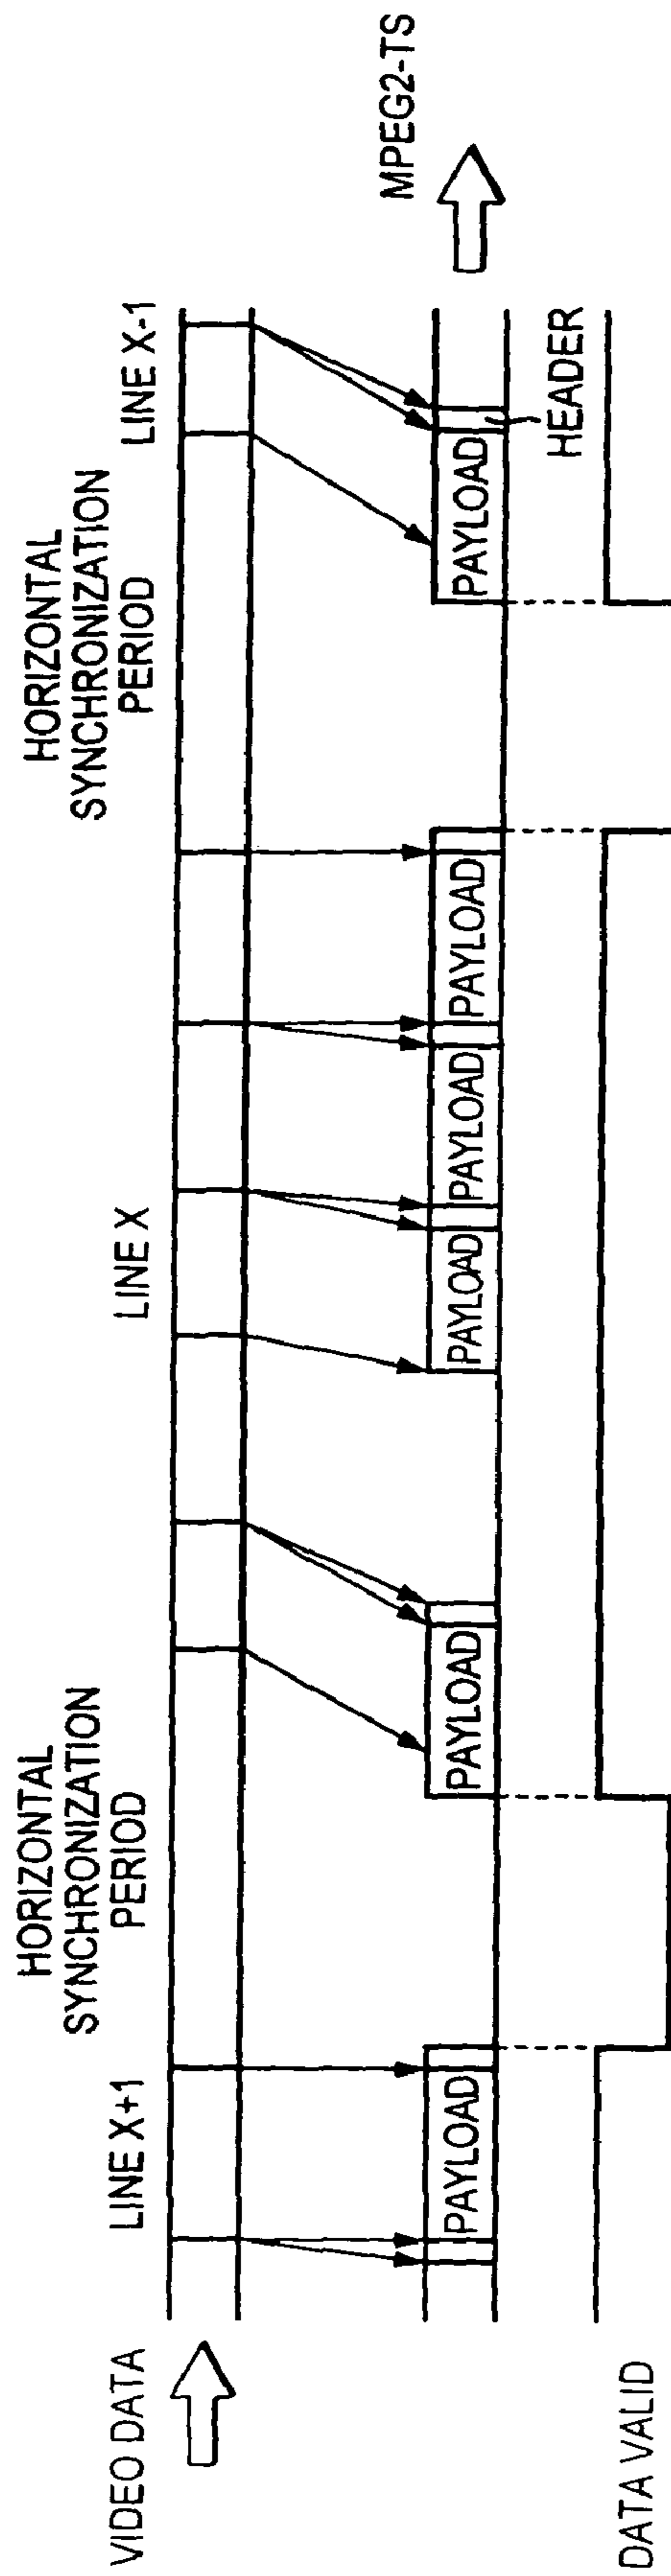 HORIZONTAL
SYNCHRONIZATION
PERIOD
HORIZONTAL
SYNCHRONIZATION
PERIOD
VIDEO DATA
LINE X+1
LINE X
LINE X-1
MPEG2-TS
PAYLOAD
PAYLOAD
PAYLOAD
PAYLOAD
PAYLOAD
PAYLOAD
HEADER
DATA VALID